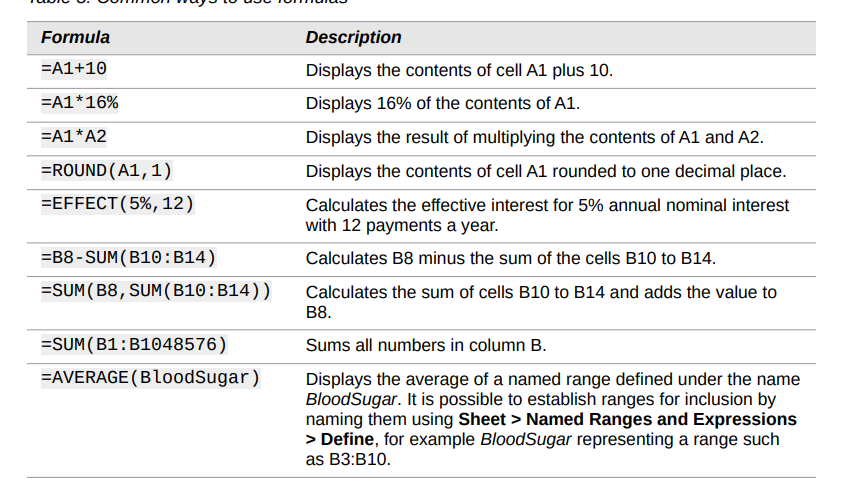 Table 3: Common ways to use formulas
Formula Description
=A1+10 Displays the contents of cell A1 plus 10.
=A1*16% Displays 16% of the contents of A1.
=A1*A2 Displays the result of multiplying the contents of A1 and A2.
=ROUND(A1,1) Displays the contents of cell A1 rounded to one decimal place.
=EFFECT(5%,12) Calculates the effective interest for 5% annual nominal interest
with 12 payments a year.
=B8-SUM(B10:B14) Calculates B8 minus the sum of the cells B10 to B14.
=SUM(B8,SUM(B10:B14)) Calculates the sum of cells B10 to B14 and adds the value to
B8.
=SUM(B1:B1048576) Sums all numbers in column B.
=AVERAGE(BloodSugar) Displays the average of a named range defined under the name
BloodSugar. It is possible to establish ranges for inclusion by
naming them using Sheet > Named Ranges and Expressions
> Define, for example BloodSugar representing a range such
as B3:B10.